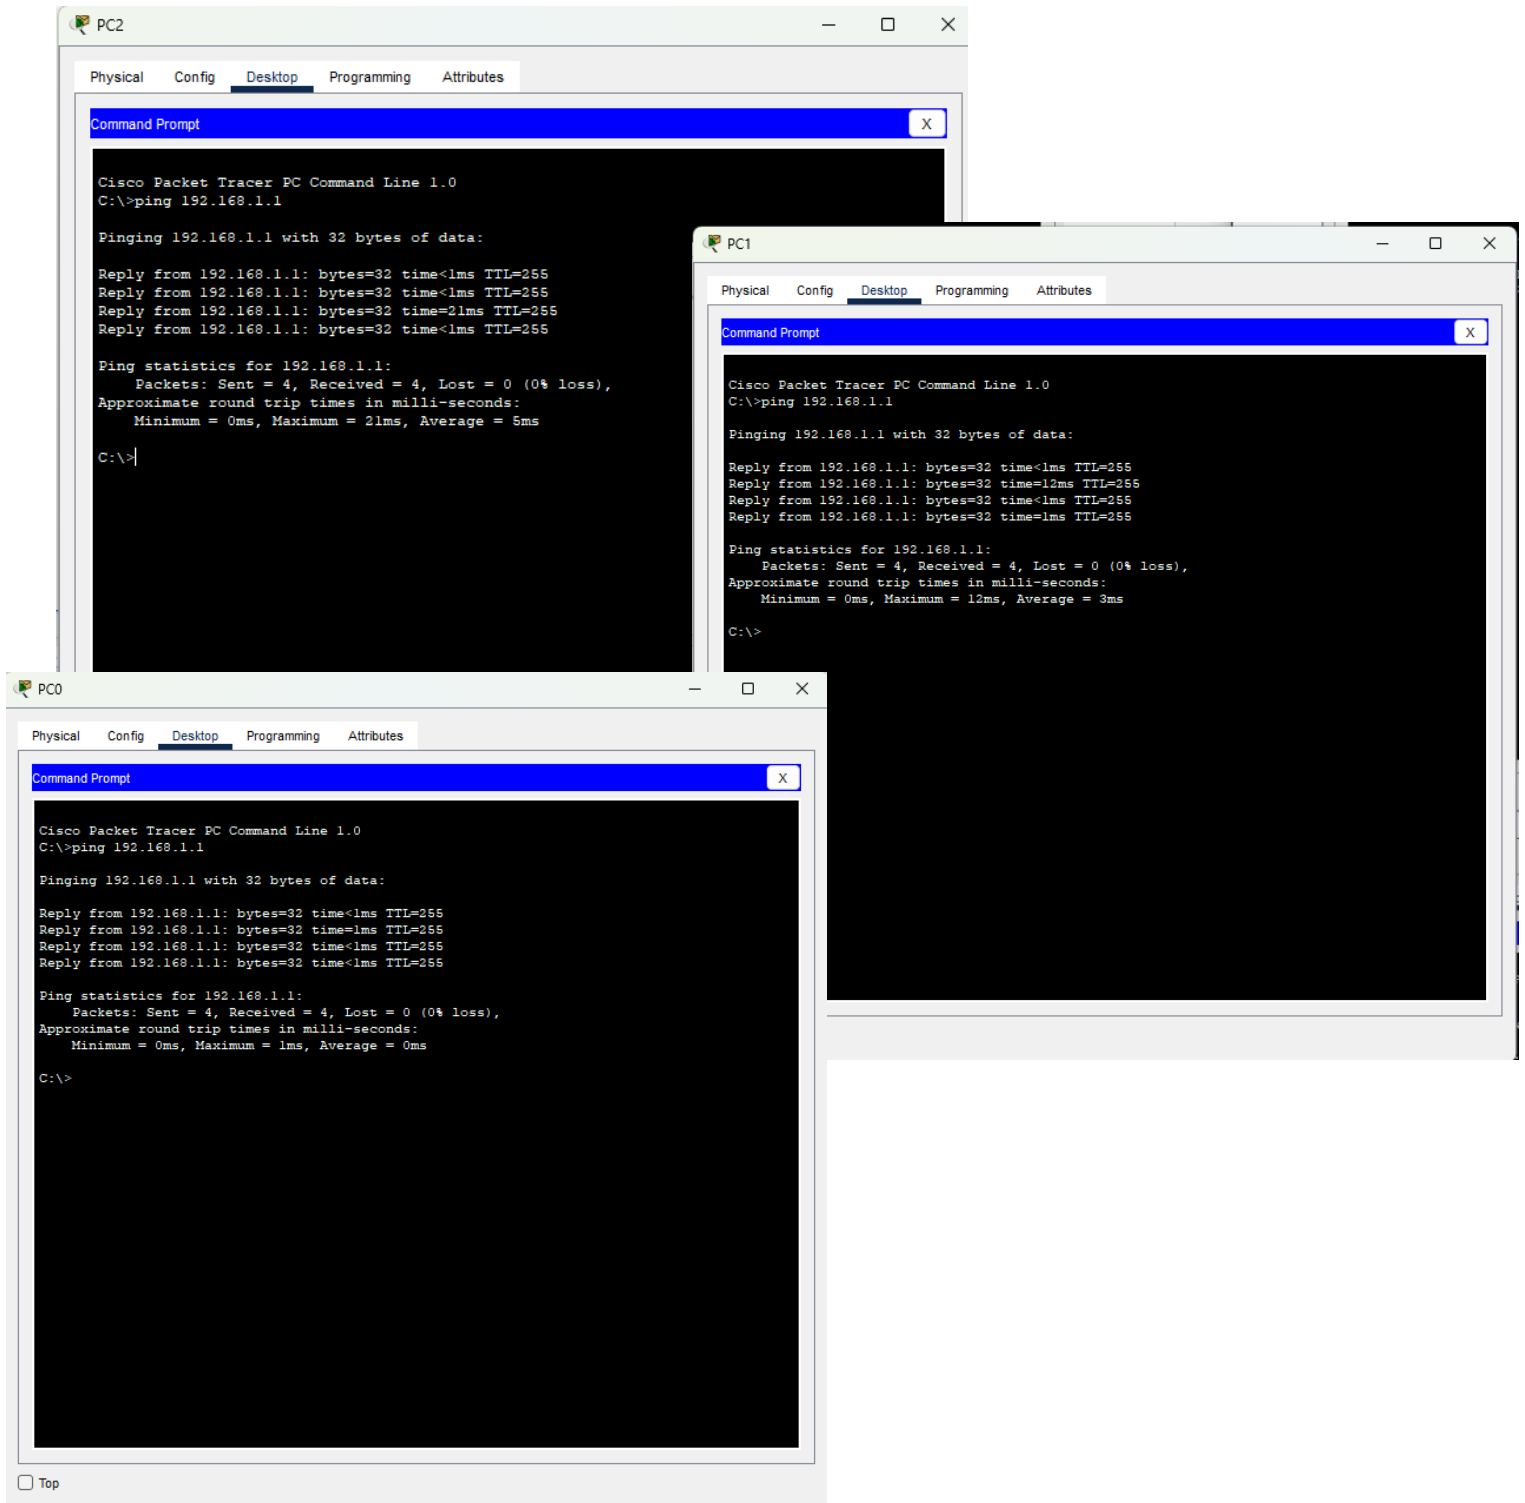 PC2
Physical Config Desktop Programming Attributes
Command Prompt X
Cisco Packet Tracer PC Command Line 1.0
C:\>ping 192.168.1.1
Pinging 192.168.1.1 with 32 bytes of data:
Reply from 192.168.1.1: bytes=32 time<1ms TTL=255
Reply from 192.168.1.1: bytes=32 time<1ms TTL=255
Reply from 192.168.1.1: bytes=32 time=21ms TTL=255
Reply from 192.168.1.1: bytes=32 time<1ms TTL=255
Ping statistics for 192.168.1.1:
Packets: Sent = 4, Received = 4, Lost = 0 (0% loss),
Approximate round trip times in milli-seconds:
Minimum = 0ms, Maximum = 21ms, Average = 5ms
C:\>
PC1
Physical Config Desktop Programming Attributes
Command Prompt X
Cisco Packet Tracer PC Command Line 1.0
C:\>ping 192.168.1.1
Pinging 192.168.1.1 with 32 bytes of data:
Reply from 192.168.1.1: bytes=32 time<1ms TTL=255
Reply from 192.168.1.1: bytes=32 time=12ms TTL=255
Reply from 192.168.1.1: bytes=32 time<1ms TTL=255
Reply from 192.168.1.1: bytes=32 time=1ms TTL=255
Ping statistics for 192.168.1.1:
Packets: Sent = 4, Received = 4, Lost = 0 (0% loss),
Approximate round trip times in milli-seconds:
Minimum = 0ms, Maximum = 12ms, Average = 3ms
C:\>
PC0
Physical Config Desktop Programming Attributes
Command Prompt X
Cisco Packet Tracer PC Command Line 1.0
C:\>ping 192.168.1.1
Pinging 192.168.1.1 with 32 bytes of data:
Reply from 192.168.1.1: bytes=32 time<1ms TTL=255
Reply from 192.168.1.1: bytes=32 time=1ms TTL=255
Reply from 192.168.1.1: bytes=32 time<1ms TTL=255
Reply from 192.168.1.1: bytes=32 time<1ms TTL=255
Ping statistics for 192.168.1.1:
Packets: Sent = 4, Received = 4, Lost = 0 (0% loss),
Approximate round trip times in milli-seconds:
Minimum = 0ms, Maximum = 1ms, Average = 0ms
C:\>
Top